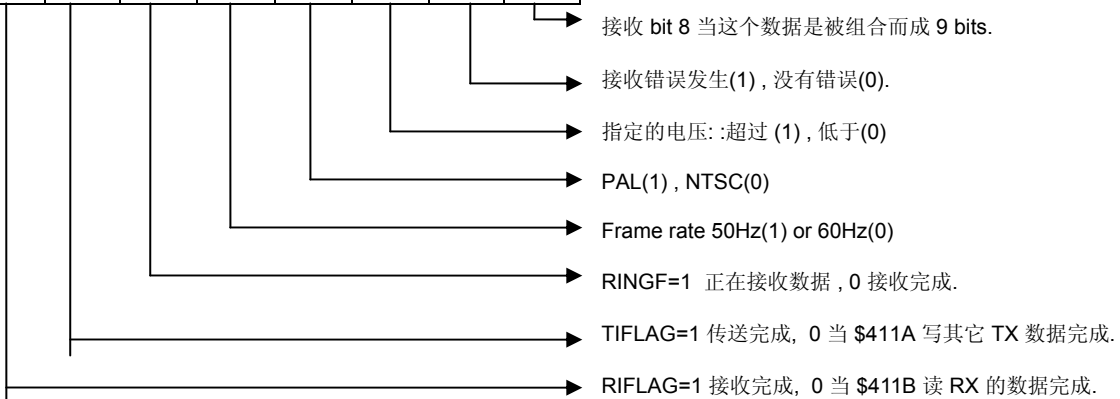 接收 bit 8 当这个数据是被组合而成 9 bits.
接收错误发生(1) , 没有错误(0).
指定的电压: :超过 (1) , 低于(0)
PAL(1) , NTSC(0)
Frame rate 50Hz(1) or 60Hz(0)
RINGF=1 正在接收数据 , 0 接收完成.
TIFLAG=1 传送完成, 0 当 $411A 写其它 TX 数据完成.
RIFLAG=1 接收完成, 0 当 $411B 读 RX 的数据完成.